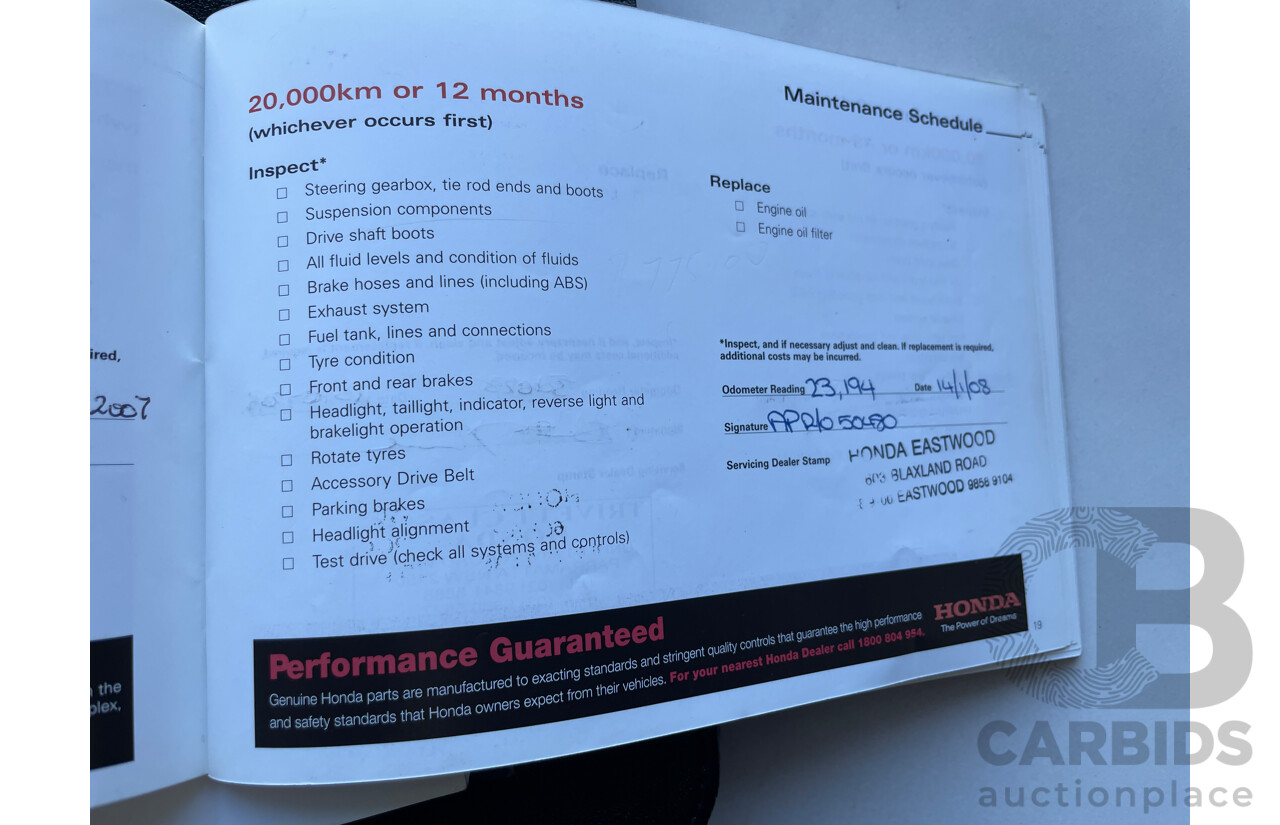 20,000km or 12 months
(whichever occurs first)
Maintenance Schedule
Inspect*
☐ Steering gearbox, tie rod ends and boots
☐ Suspension components
☐ Drive shaft boots
☐ All fluid levels and condition of fluids
☐ Brake hoses and lines (including ABS)
☐ Exhaust system
☐ Fuel tank, lines and connections
☐ Tyre condition
☐ Front and rear brakes
☐ Headlight, taillight, indicator, reverse light and
brakelight operation
☐ Rotate tyres
☐ Accessory Drive Belt
☐ Parking brakes
☐ Headlight alignment
☐ Test drive (check all systems and controls)
Replace
☐ Engine oil
☐ Engine oil filter
*Inspect, and if necessary adjust and clean. If replacement is required,
additional costs may be incurred.
Odometer Reading 23,194 Date 14/1/08
Signature
Servicing Dealer Stamp
HONDA EASTWOOD
BLAXLAND ROAD
EASTWOOD 9858 9104
Performance Guaranteed
Genuine Honda parts are manufactured to exacting standards and stringent quality controls that guarantee the high performance
and safety standards that Honda owners expect from their vehicles. For your nearest Honda Dealer call 1800 804 954.
HONDA
The Power of Dreams
19
ired,
2007
the
plex,
CB
CARBIDS
auctionplace